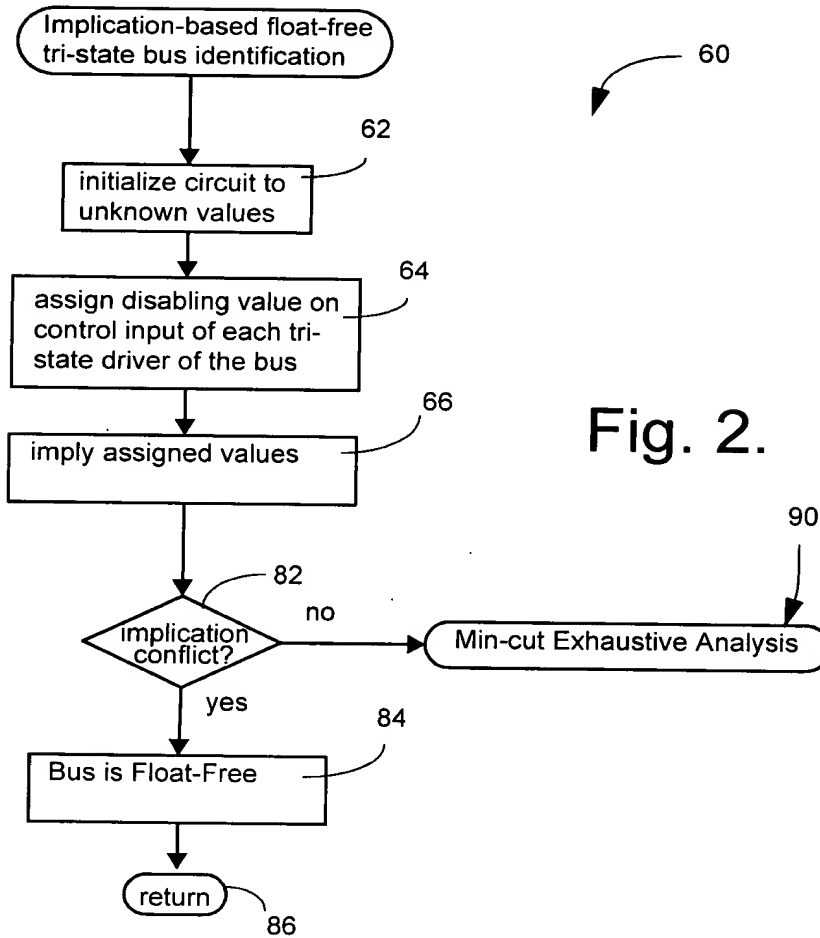 Implication-based float-free
tri-state bus identification
60
62
initialize circuit to
unknown values
64
assign disabling value on
control input of each tri-
state driver of the bus
66
imply assigned values
Fig. 2.
90
82
implication
conflict?
no
Min-cut Exhaustive Analysis
yes
84
Bus is Float-Free
return
86